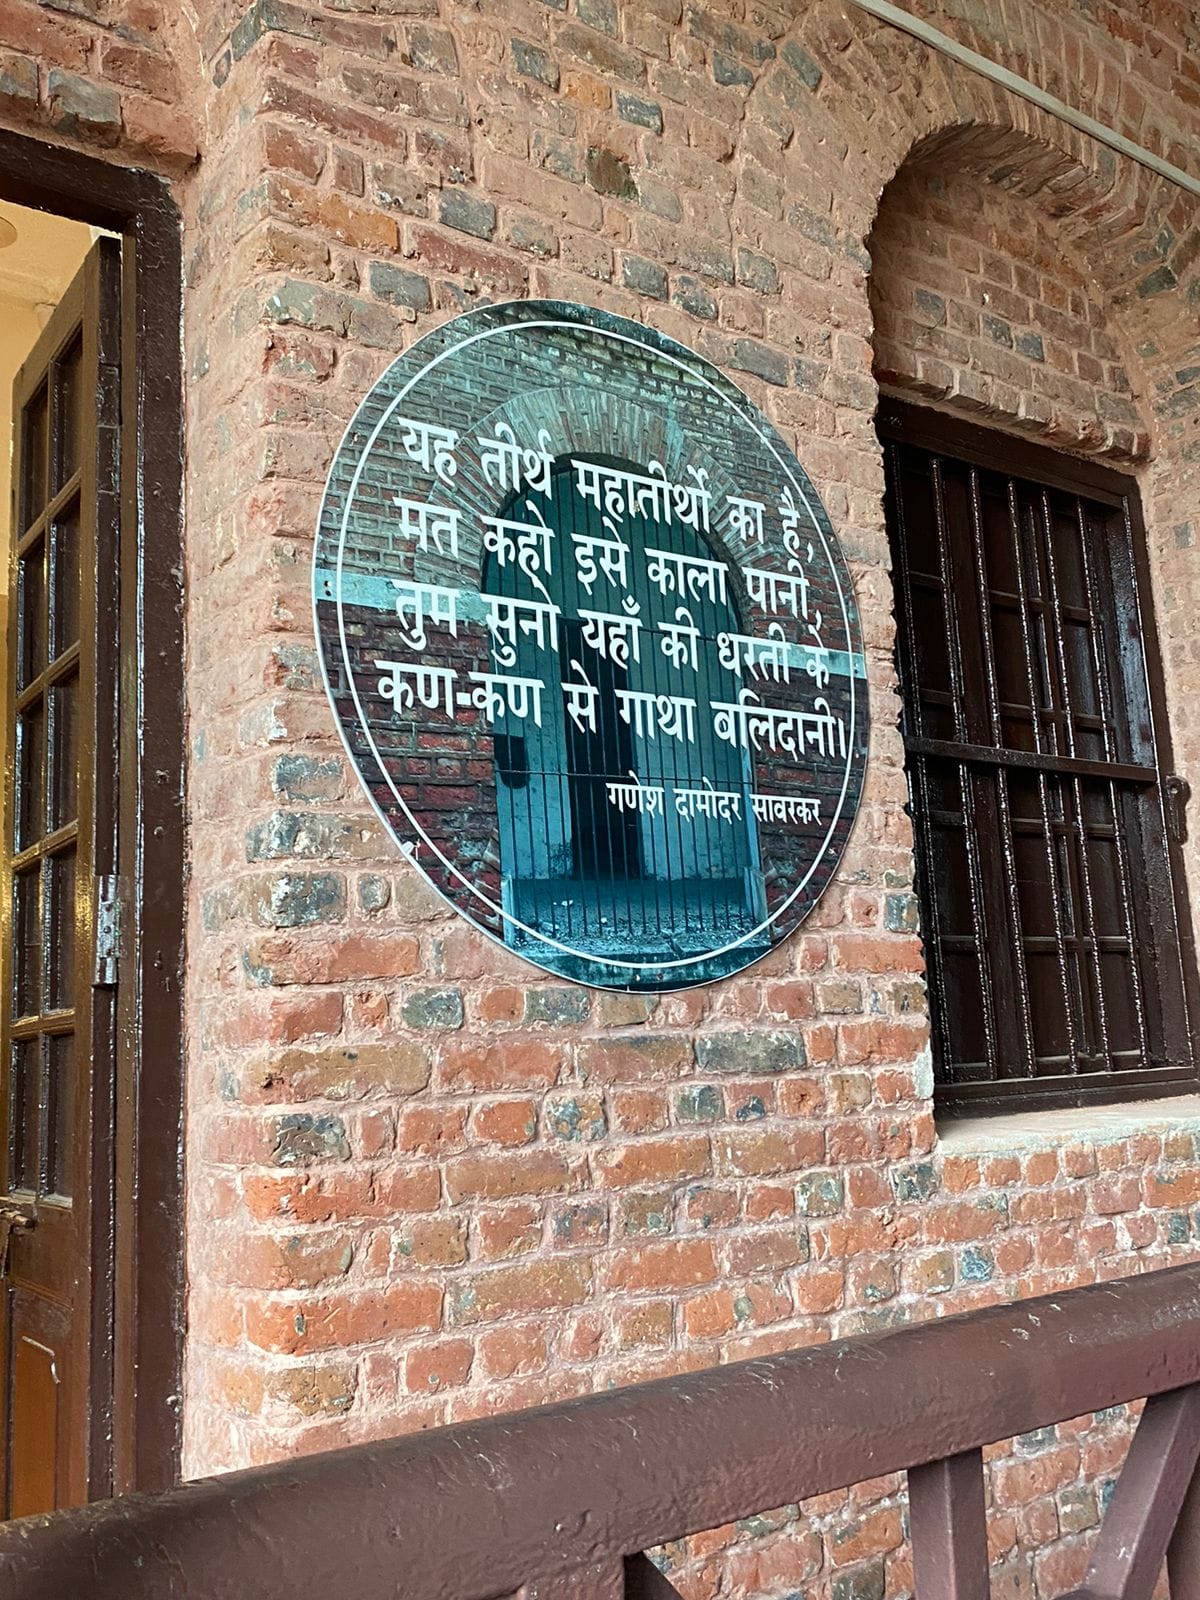 यह तीर्थ महातीर्थो का है,
मत कहो इसे काला पानी,
तुम सुनो यहाँ की धरती के
कण-कण से गाथा बलिदानी।
गणेश दामोदर सावरकर